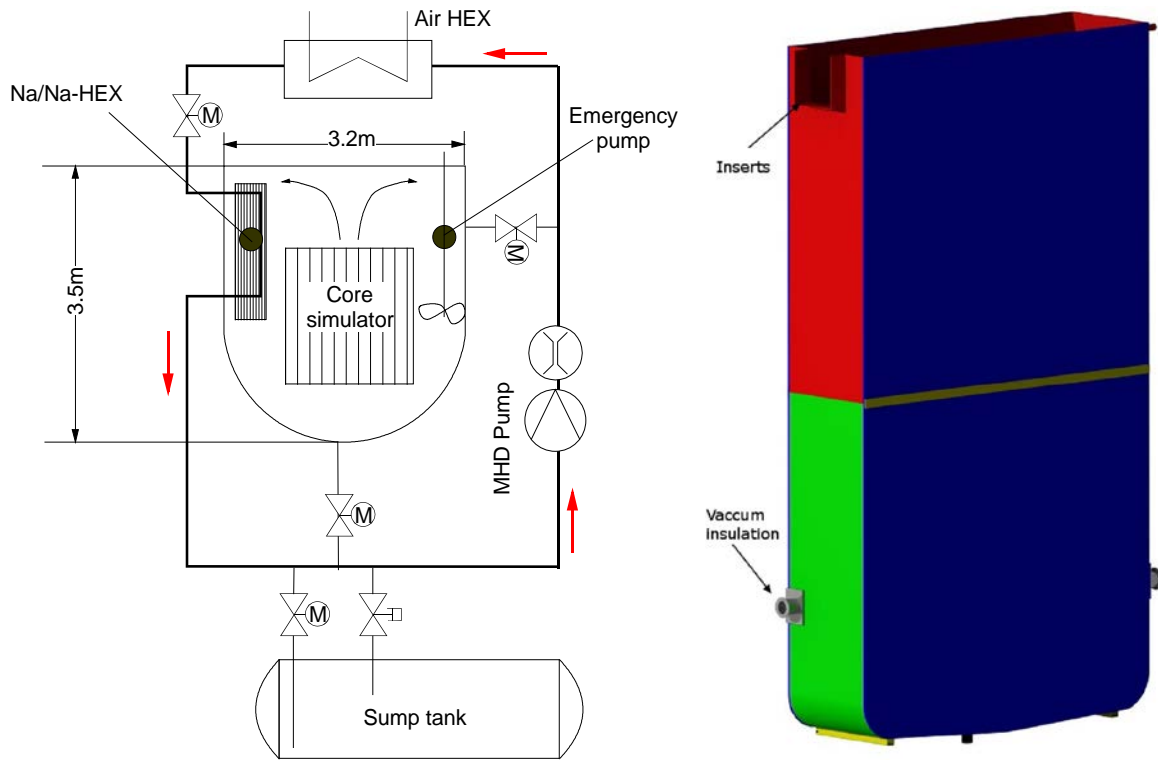 Air HEX
Na/Na-HEX
M
Emergency
pump
3.2m
3.5m
M
Core
simulator
MHD Pump
M
M
Sump tank
Inserts
Vaccum
insulation